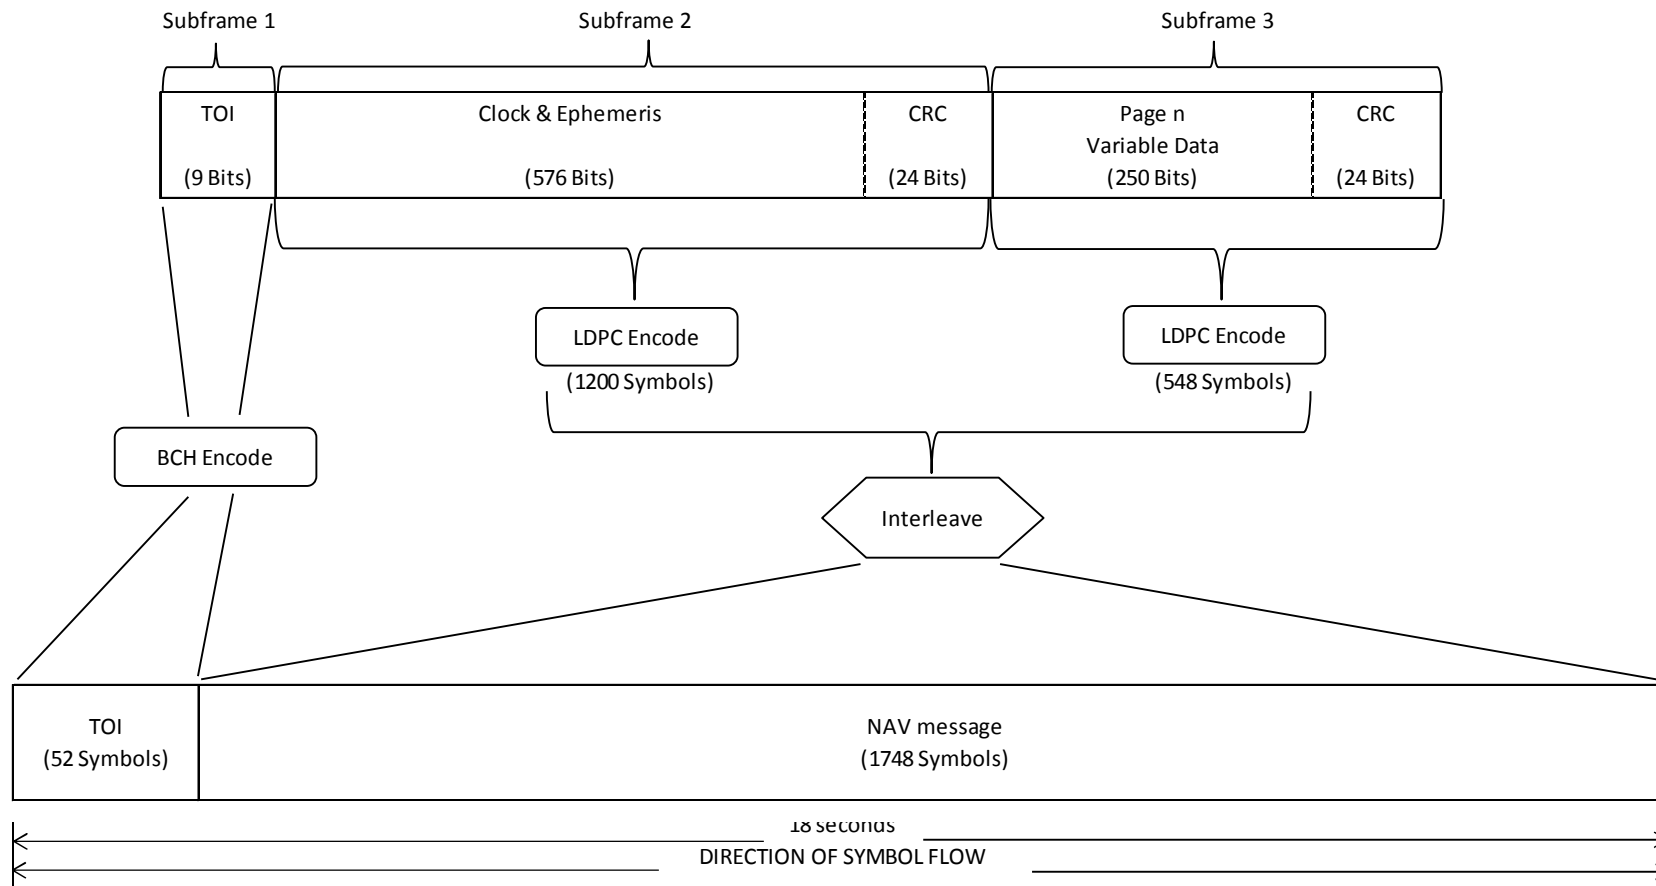 Subframe 1
Subframe 2
Subframe 3
TOI
(9 Bits)
Clock & Ephemeris
(576 Bits)
CRC
(24 Bits)
Page n
Variable Data
(250 Bits)
CRC
(24 Bits)
LDPC Encode
(1200 Symbols)
LDPC Encode
(548 Symbols)
BCH Encode
Interleave
TOI
(52 Symbols)
NAV message
(1748 Symbols)
18 seconds
DIRECTION OF SYMBOL FLOW